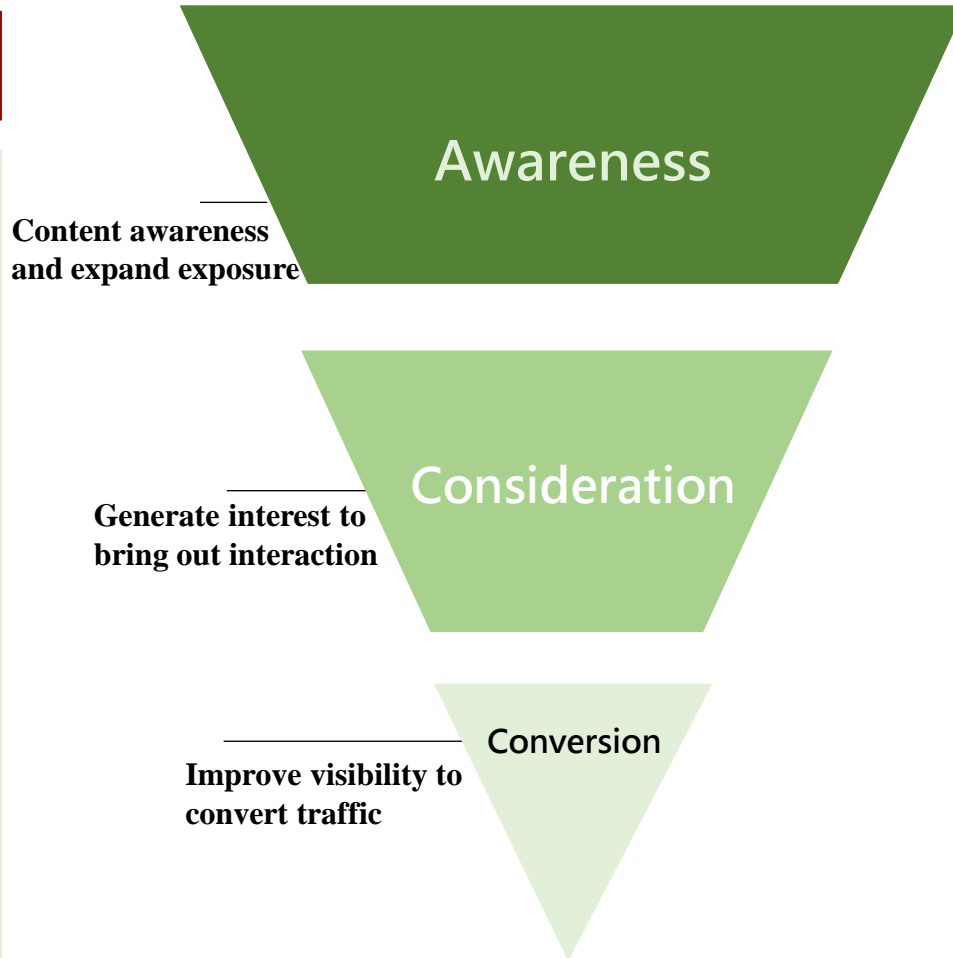 Awareness
Content awareness
and expand exposure
Consideration
Generate interest to
bring out interaction
Conversion
Improve visibility to
convert traffic